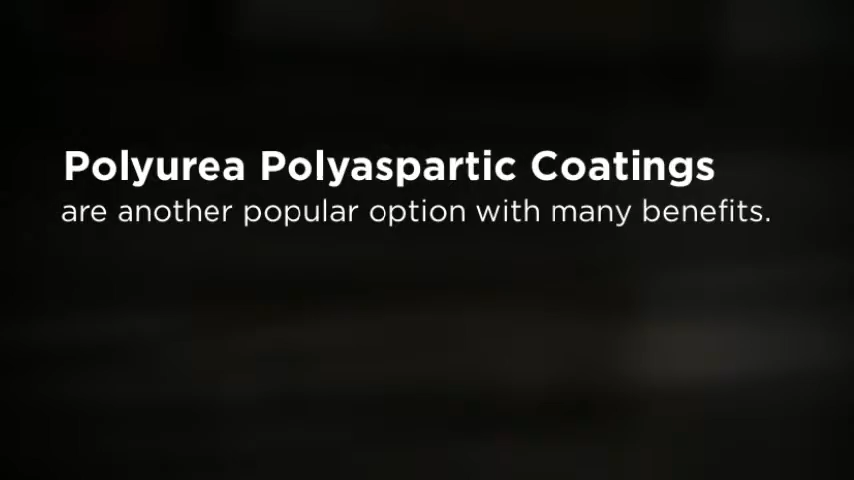 Polyurea Polyaspartic Coatings
are another popular option with many benefits.